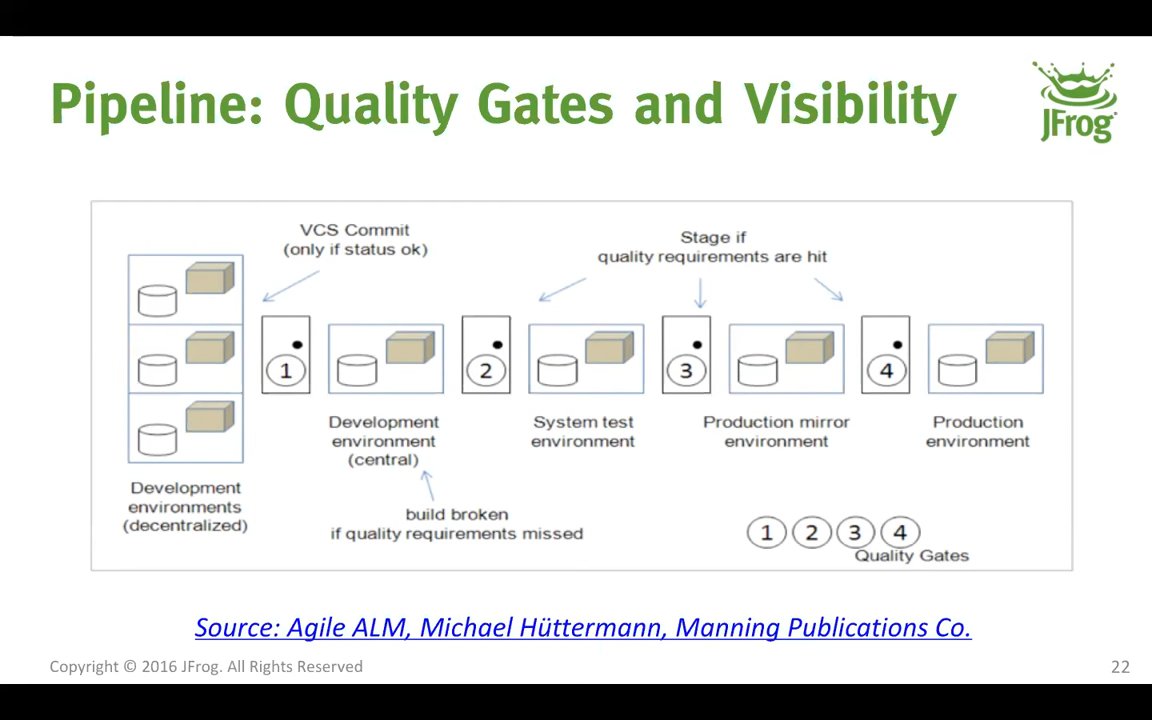 Pipeline: Quality Gates and Visibility
JFrog
VCS Commit
(only if status ok)
Stage if
quality requirements are hit
1
2
3
4
Development
environment
(central)
System test
environment
Production mirror
environment
Production
environment
Development
environments
(decentralized)
build broken
if quality requirements missed
1 2 3 4
Quality Gates
Source: Agile ALM, Michael Hüttermann, Manning Publications Co.
Copyright © 2016 JFrog. All Rights Reserved
22